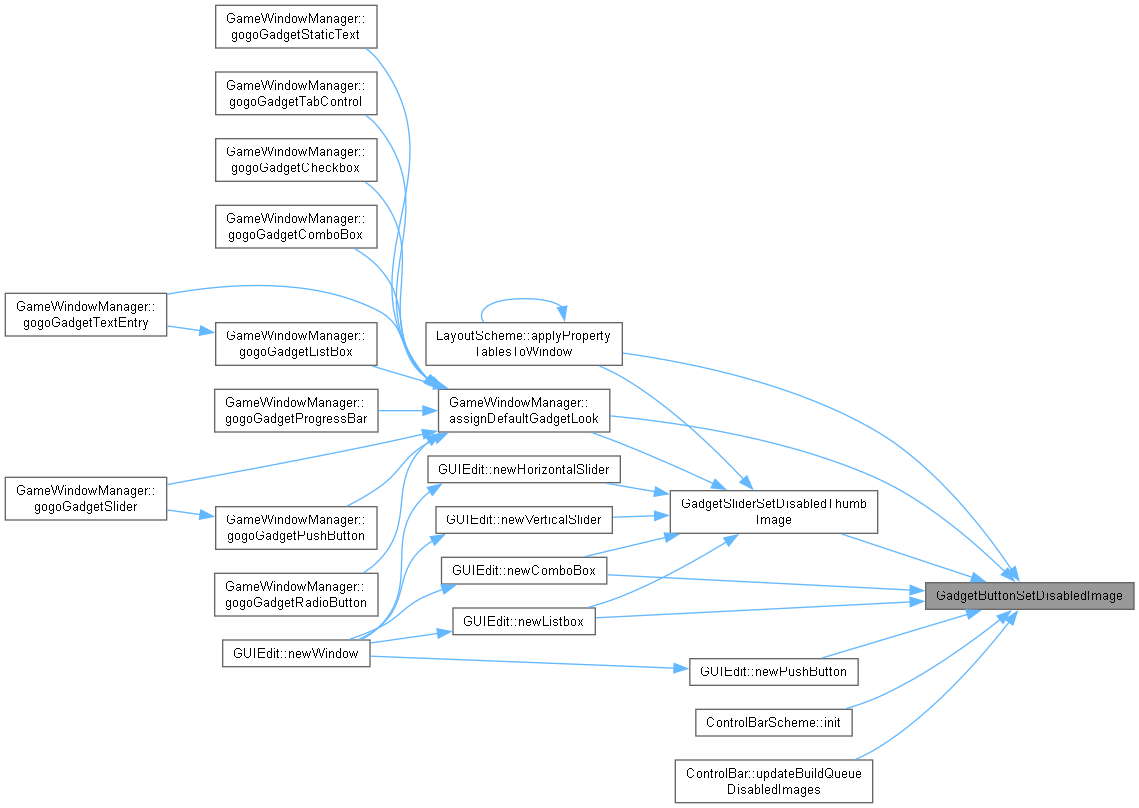 GameWindowManager::
gogoGadgetStaticText
GameWindowManager::
gogoGadgetTabControl
GameWindowManager::
gogoGadgetCheckbox
GameWindowManager::
gogoGadgetComboBox
GameWindowManager::
gogoGadgetTextEntry
GameWindowManager::
gogoGadgetListBox
LayoutScheme::applyProperty
TablesToWindow
GameWindowManager::
gogoGadgetProgressBar
GameWindowManager::
assignDefaultGadgetLook
GUIEdit::newHorizontalSlider
GameWindowManager::
gogoGadgetSlider
GameWindowManager::
gogoGadgetPushButton
GUIEdit::newVerticalSlider
GadgetSliderSetDisabledThumb
Image
GUIEdit::newComboBox
GameWindowManager::
gogoGadgetRadioButton
GadgetButtonSetDisabledImage
GUIEdit::newListbox
GUIEdit::newWindow
GUIEdit::newPushButton
ControlBarScheme::init
ControlBar::updateBuildQueue
DisabledImages